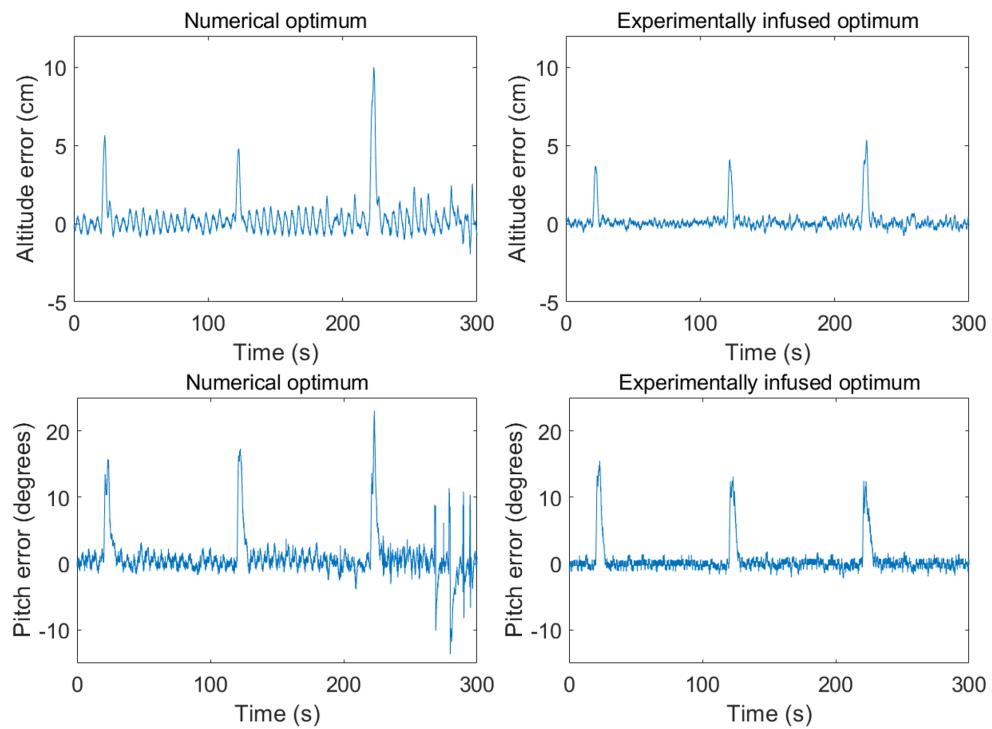 Numerical optimum
Altitude error (cm)
10
5
0
-5
0 100 200 300
Time (s)
Experimentally infused optimum
Altitude error (cm)
10
5
0
-5
0 100 200 300
Time (s)
Numerical optimum
Pitch error (degrees)
20
10
0
-10
0 100 200 300
Time (s)
Experimentally infused optimum
Pitch error (degrees)
20
10
0
-10
0 100 200 300
Time (s)